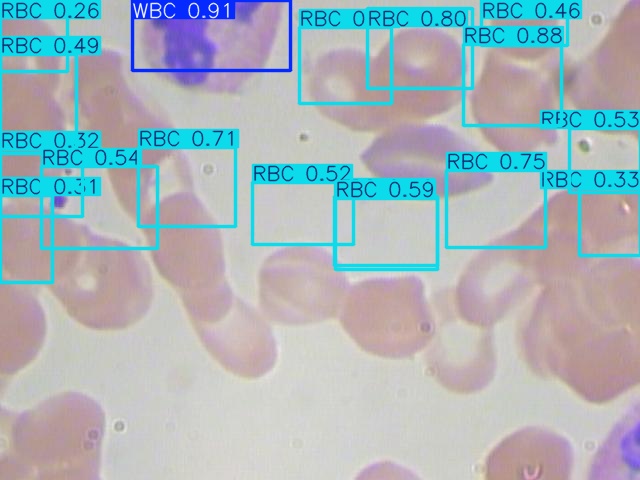 RBC 0.26
WBC 0.91
RBC 0
RBC 0.80
RBC 0.46
RBC 0.49
RBC 0.88
RBC 0.53
RBC 0.32
RBC 0.71
RBC 0.54
RBC 0.75
RBC 0.52
RBC 0.33
RBC 0.31
RBC 0.59